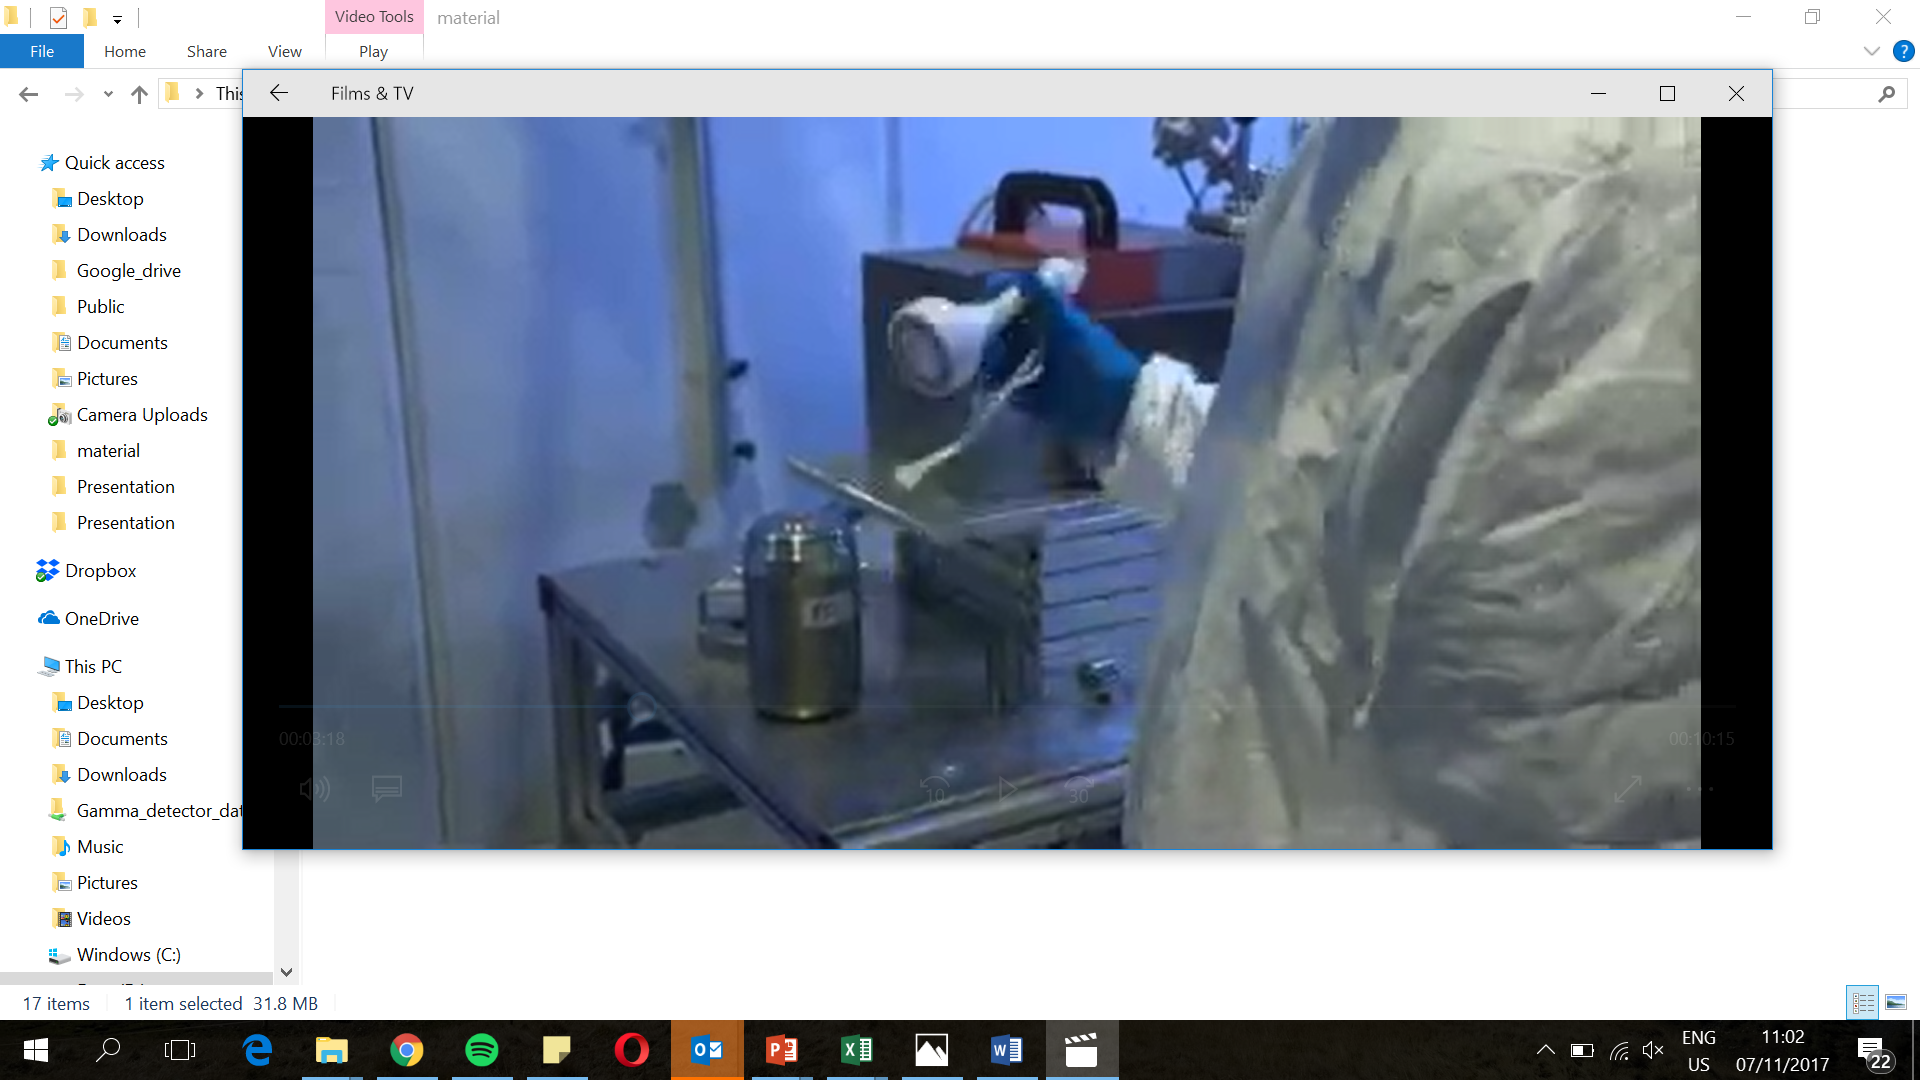 Video Tools
material
File
Home
Share
View
Play
Films & TV
Quick access
Desktop
Downloads
Google_drive
Public
Documents
Pictures
Camera Uploads
material
Presentation
Presentation
Dropbox
OneDrive
This PC
Desktop
Documents
Downloads
Gamma_detector_dat
Music
Pictures
Videos
Windows (C:)
00:03:18
00:10:15
10
30
17 items
1 item selected 31.8 MB
ENG
US
11:02
07/11/2017
22